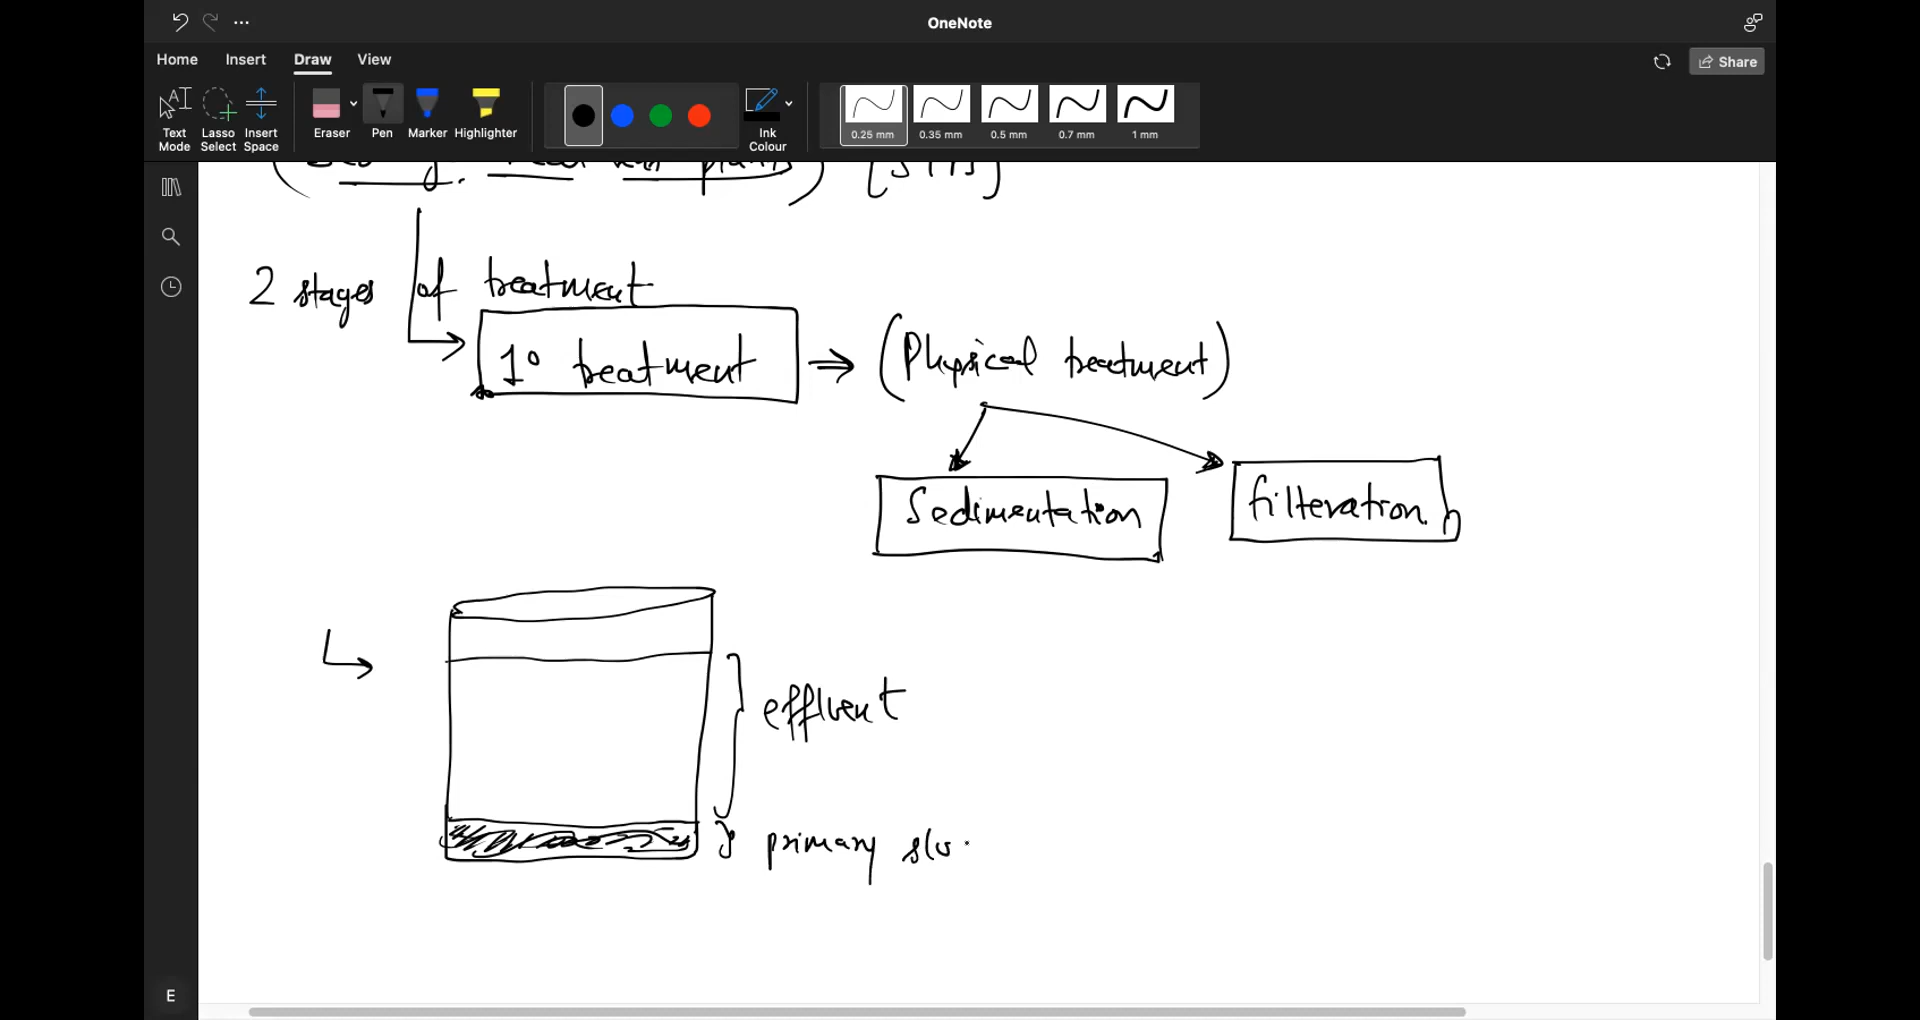 OneNote
Home Insert Draw View
Share
Text Mode
Lasso Select
Insert Space
Eraser
Pen
Marker
Highlighter
Ink Colour
0.25 mm
0.35 mm
0.5 mm
0.7 mm
1 mm
[STPs]
2 stages of treatment
1° treatment ⇒ (Physical treatment)
Sedimentation
filteration
effluent
primary slu
E